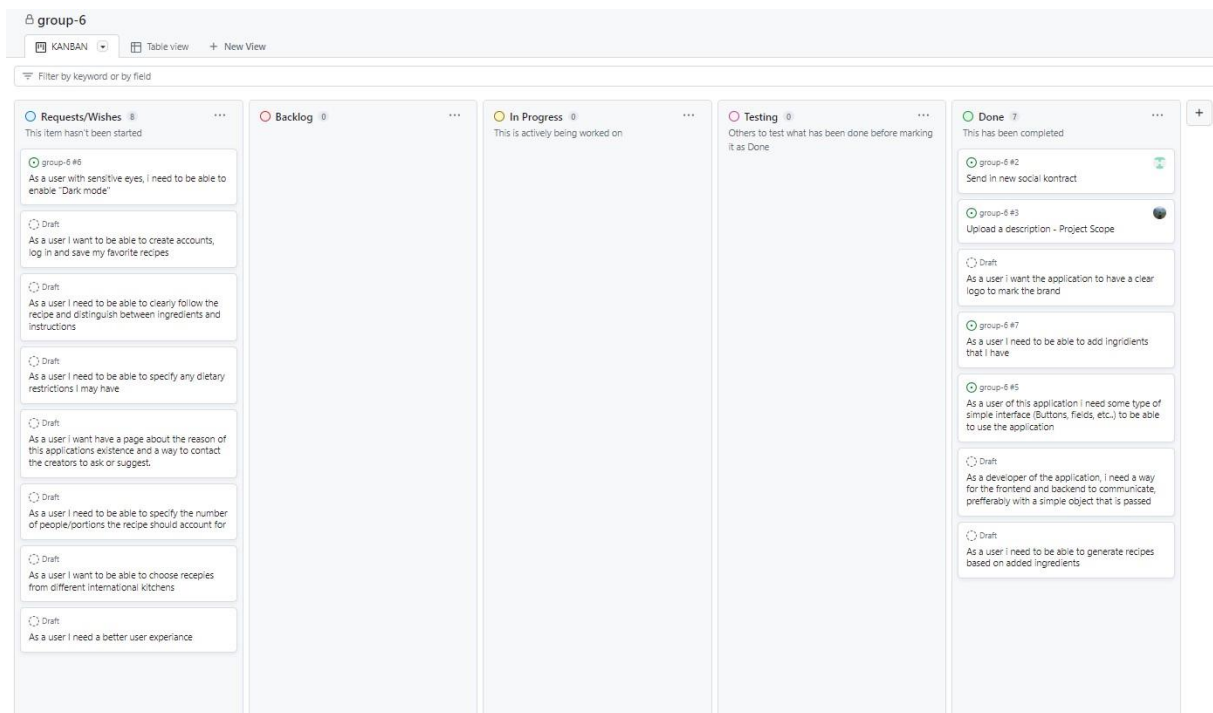 group-6
KANBAN
Table view
+ New View
Filter by keyword or by field
Requests/Wishes 8
This item hasn't been started
group-6 #6
As a user with sensitive eyes, i need to be able to
enable "Dark mode"
Draft
As a user I want to be able to create accounts,
log in and save my favorite recipes
Draft
As a user I need to be able to clearly follow the
recipe and distinguish between ingredients and
instructions
Draft
As a user I need to be able to specify any dietary
restrictions I may have
Draft
As a user i want have a page about the reason of
this applications existence and a way to contact
the creators to ask or suggest.
Draft
As a user I need to be able to specify the number
of people/portions the recipe should account for
Draft
As a user I want to be able to choose recepies
from different international kitchens
Draft
As a user I need a better user experiance
Backlog 0
In Progress 0
This is actively being worked on
Testing 0
Others to test what has been done before marking
it as Done
Done 7
This has been completed
group-6 #2
Send in new social kontract
group-6 #3
Upload a description - Project Scope
Draft
As a user i want the application to have a clear
logo to mark the brand
group-6 #7
As a user I need to be able to add ingridients
that I have
group-6 #5
As a user of this application i need some type of
simple interface (Buttons, fields, etc..) to be able
to use the application
Draft
As a developer of the application, I need a way
for the frontend and backend to communicate,
prefferably with a simple object that is passed
Draft
As a user i need to be able to generate recipes
based on added ingredients